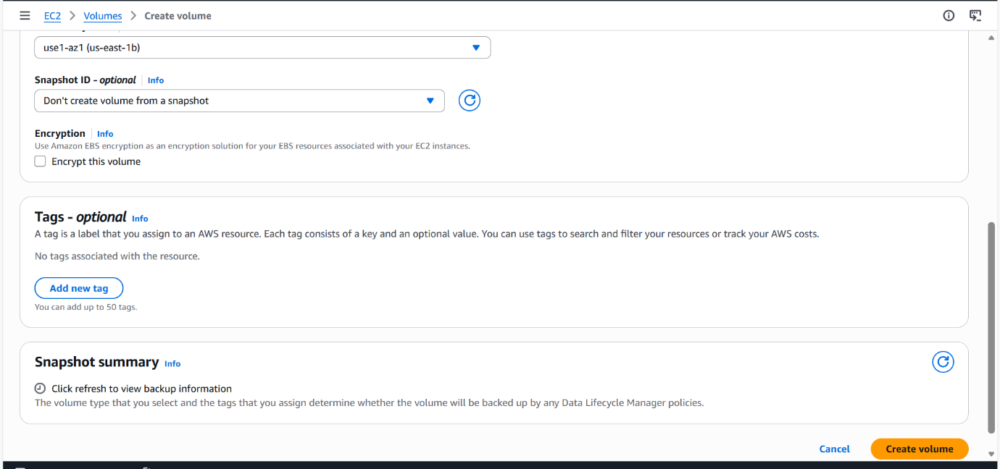 EC2 > Volumes > Create volume
use1-az1 (us-east-1b)
Snapshot ID - optional Info
Don't create volume from a snapshot
Encryption Info
Use Amazon EBS encryption as an encryption solution for your EBS resources associated with your EC2 instances.
Encrypt this volume
Tags - optional Info
A tag is a label that you assign to an AWS resource. Each tag consists of a key and an optional value. You can use tags to search and filter your resources or track your AWS costs.
No tags associated with the resource.
Add new tag
You can add up to 50 tags.
Snapshot summary Info
Click refresh to view backup information
The volume type that you select and the tags that you assign determine whether the volume will be backed up by any Data Lifecycle Manager policies.
Cancel Create volume